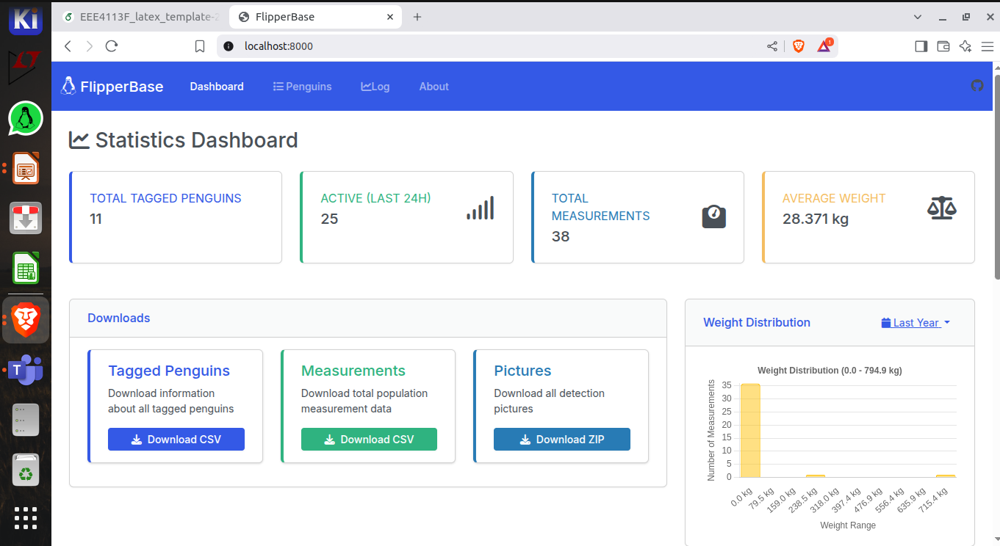 EEE4113F_latex_template-2
FlipperBase
localhost:8000
1
FlipperBase
Dashboard
Penguins
Log
About
Statistics Dashboard
TOTAL TAGGED PENGUINS
11
ACTIVE (LAST 24H)
25
TOTAL
MEASUREMENTS
38
AVERAGE WEIGHT
28.371 kg
Downloads
Tagged Penguins
Download information
about all tagged penguins
Download CSV
Measurements
Download total population
measurement data
Download CSV
Pictures
Download all detection
pictures
Download ZIP
Weight Distribution
Last Year
Weight Distribution (0.0 - 794.9 kg)
Number of Measurements
35
30
25
20
15
10
5
0
0.0 kg
79.5 kg
159.0 kg
238.5 kg
318.0 kg
397.4 kg
476.9 kg
556.4 kg
635.9 kg
715.4 kg
Weight Range
Ki
LT
T